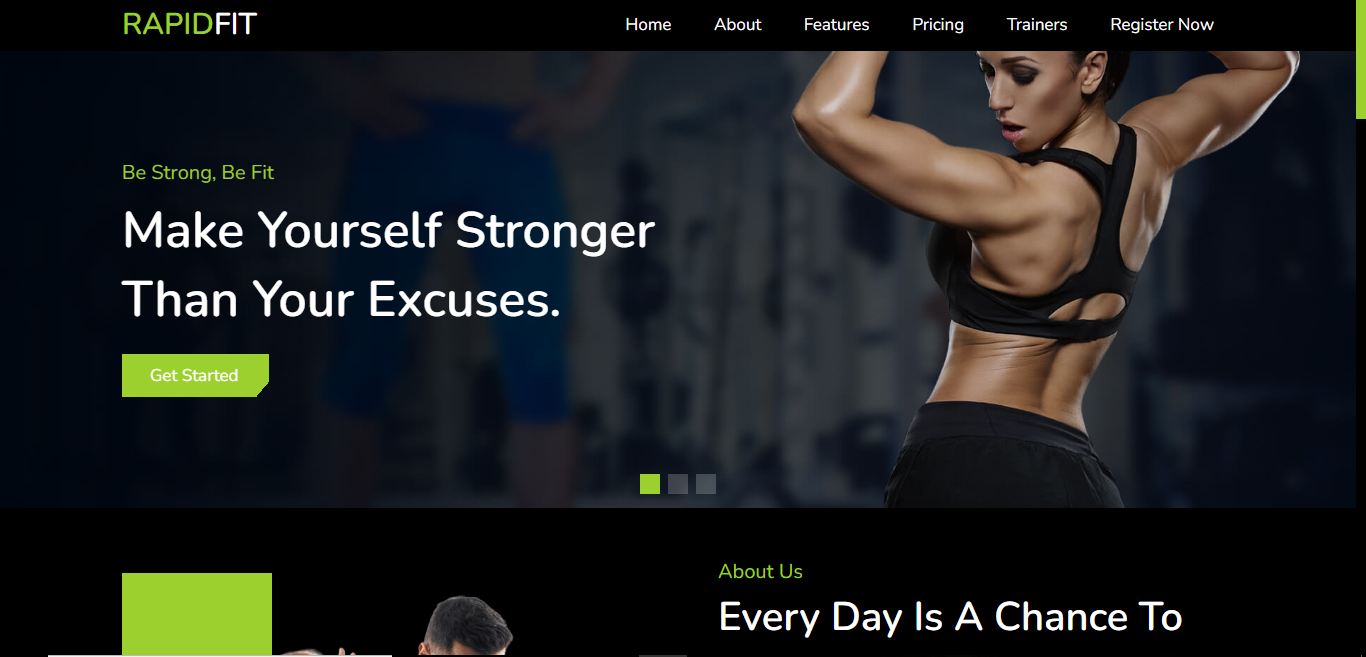 RAPIDFIT
Home About Features Pricing Trainers Register Now
Be Strong, Be Fit
Make Yourself Stronger
Than Your Excuses.
Get Started
About Us
Every Day Is A Chance To